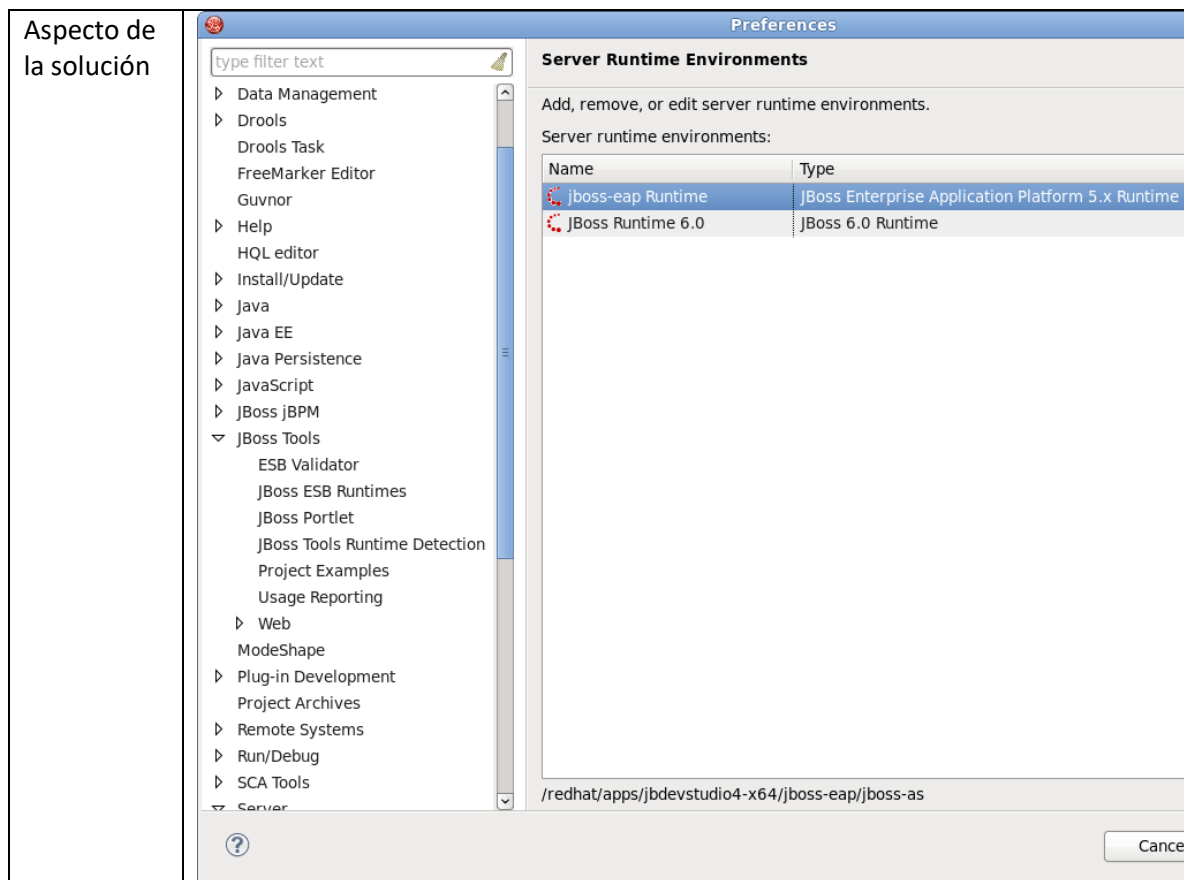 Aspecto de
la solución
Preferences
type filter text
Data Management
Drools
Drools Task
FreeMarker Editor
Guvnor
Help
HQL editor
Install/Update
Java
Java EE
Java Persistence
JavaScript
JBoss jBPM
JBoss Tools
ESB Validator
JBoss ESB Runtimes
JBoss Portlet
JBoss Tools Runtime Detection
Project Examples
Usage Reporting
Web
ModeShape
Plug-in Development
Project Archives
Remote Systems
Run/Debug
SCA Tools
Server
Server Runtime Environments
Add, remove, or edit server runtime environments.
Server runtime environments:
Name Type
jboss-eap Runtime JBoss Enterprise Application Platform 5.x Runtime
JBoss Runtime 6.0 JBoss 6.0 Runtime
/redhat/apps/jbdevstudio4-x64/jboss-eap/jboss-as
?
Cance